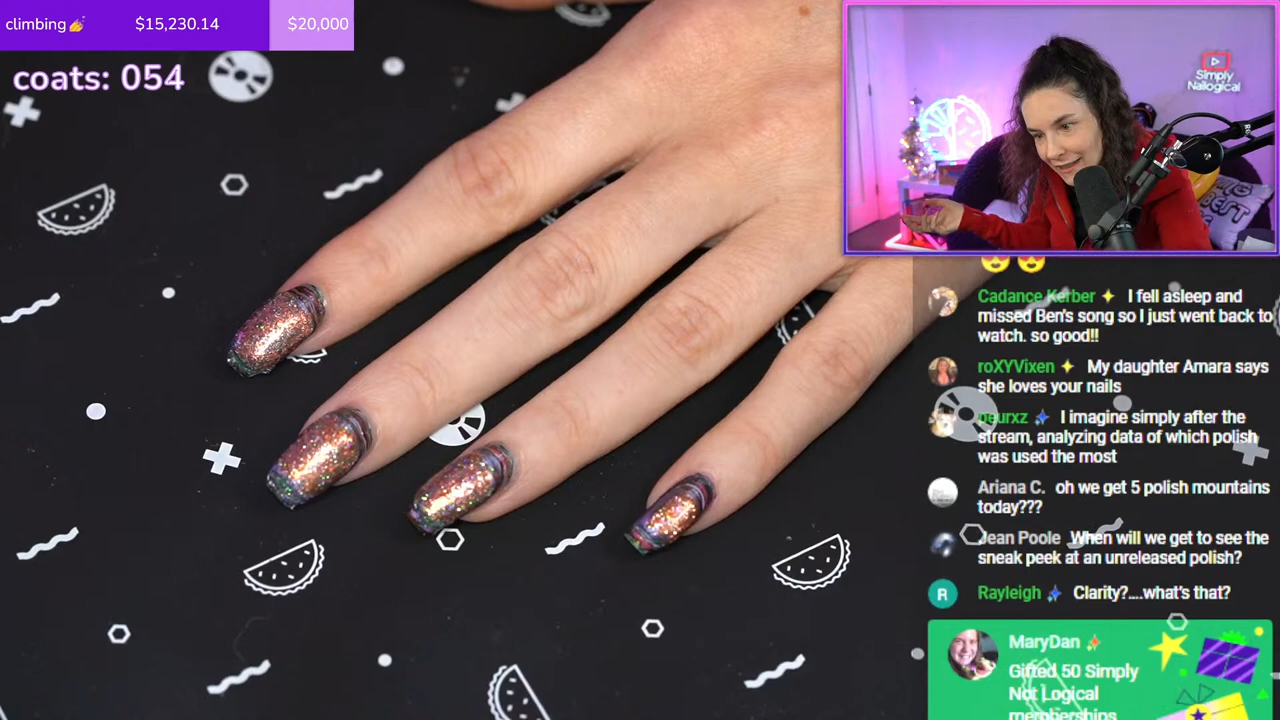 climbing💅 $15,230.14 $20,000
coats: 054
Simply
Nailogical
Cadance Kerber I fell asleep and
missed Ben's song so I just went back to
watch. so good!!
roXYVixen My daughter Amara says
she loves your nails
neurxz I imagine simply after the
stream, analyzing data of which polish
was used the most
Ariana C. oh we get 5 polish mountains
today???
Jean Poole When will we get to see the
sneak peek at an unreleased polish?
R
Rayleigh Clarity?....what's that?
MaryDan
Gifted 50 Simply
Not Logical
memberships